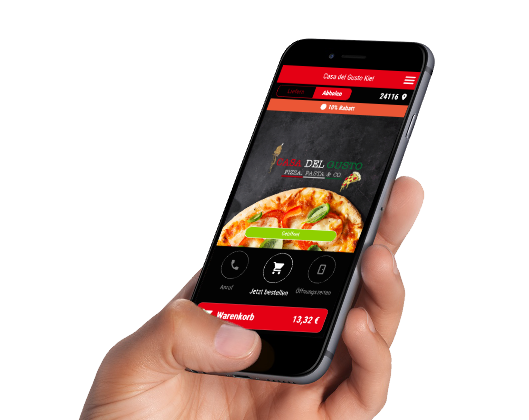 Casa del Gusto Kiel
Liefern Abholen 24116
10% Rabatt
CASA DEL GUSTO
PIZZA, PASTA & CO
Geöffnet
Anruf Jetzt bestellen Öffnungszeiten
Warenkorb 13,32 €